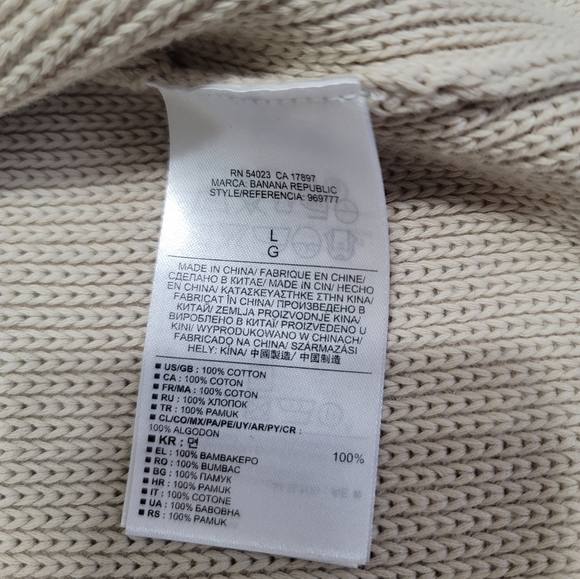 RN 54023 CA 17897
MARCA: BANANA REPUBLIC
STYLE/REFERENCIA: 969777
L
G
MADE IN CHINA/ FABRIQUE EN CHINE/
СДЕЛАНО В КИТАЕ/ MADE IN CIN/ HECHO
EN CHINA/ ΚΑΤΑΣΚΕΥΑΣΤΗΚΕ ΣΤΗΝ ΚΙΝΑ/
FABRICAT ÎN CHINA/ ПРОИЗВЕДЕНО В
КИТАЙ/ ZEMLJA PROIZVODNJE KINA/
ВИРОБЛЕНО В КИТАЇ/ PROIZVEDENO U
KINI/ WYPRODUKOWANO W CHINACH/
FABRICADO NA CHINA/ SZÁRMAZÁSI
HELY: KÍNA/ 中國製造/ 中国制造
■ US/GB : 100% COTTON
■ CA : 100% COTON
■ FR/MA : 100% COTON
■ RU : 100% ХЛОПОК
■ TR : 100% PAMUK
■ CL/CO/MX/PA/PE/UY/AR/PY/CR :
100% ALGODON
■ KR : 면 100%
■ EL : 100% ΒΑΜΒΑΚΕΡΟ
■ RO : 100% BUMBAC
■ BG : 100% ПАМУК
■ HR : 100% PAMUK
■ IT : 100% COTONE
■ UA : 100% БАВОВНА
■ RS : 100% PAMUK